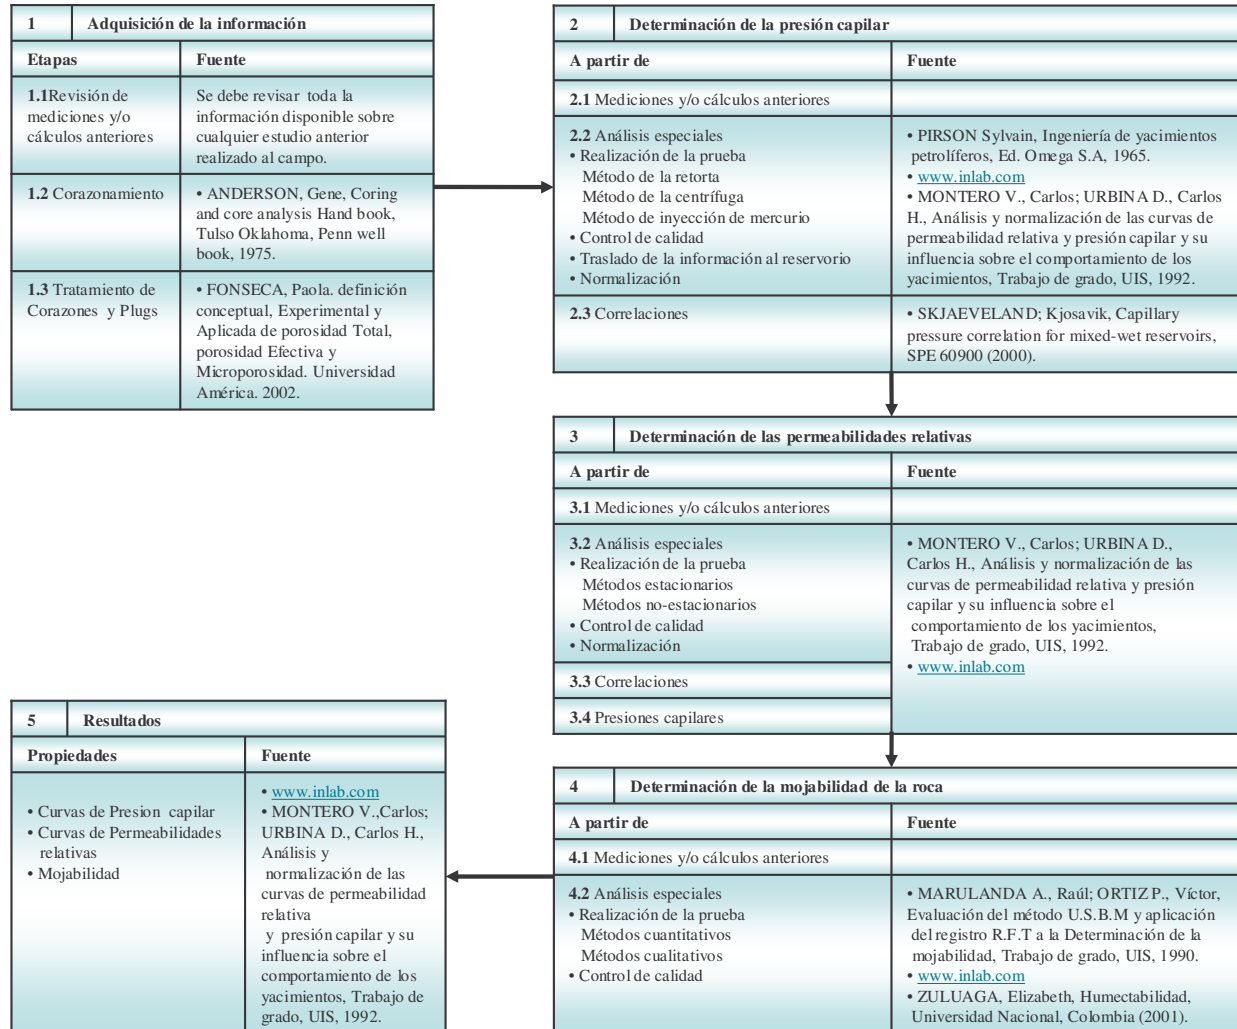 1 Adquisición de la información
Etapas Fuente
1.1Revisión de
mediciones y/o
cálculos anteriores
Se debe revisar toda la
información disponible sobre
cualquier estudio anterior
realizado al campo.
1.2 Corazonamiento
• ANDERSON, Gene, Coring
and core analysis Hand book,
Tulso Oklahoma, Penn well
book, 1975.
1.3 Tratamiento de
Corazones y Plugs
• FONSECA, Paola. definición
conceptual, Experimental y
Aplicada de porosidad Total,
porosidad Efectiva y
Microporosidad. Universidad
América. 2002.
2 Determinación de la presión capilar
A partir de Fuente
2.1 Mediciones y/o cálculos anteriores
2.2 Análisis especiales
• Realización de la prueba
Método de la retorta
Método de la centrífuga
Método de inyección de mercurio
• Control de calidad
• Traslado de la información al reservorio
• Normalización
• PIRSON Sylvain, Ingeniería de yacimientos
petrolíferos, Ed. Omega S.A, 1965.
• www.inlab.com
• MONTERO V., Carlos; URBINA D., Carlos
H., Análisis y normalización de las curvas de
permeabilidad relativa y presión capilar y su
influencia sobre el comportamiento de los
yacimientos, Trabajo de grado, UIS, 1992.
2.3 Correlaciones
• SKJAEVELAND; Kjosavik, Capillary
pressure correlation for mixed-wet reservoirs,
SPE 60900 (2000).
3 Determinación de las permeabilidades relativas
A partir de Fuente
3.1 Mediciones y/o cálculos anteriores
3.2 Análisis especiales
• Realización de la prueba
Métodos estacionarios
Métodos no-estacionarios
• Control de calidad
• Normalización
3.3 Correlaciones
3.4 Presiones capilares
• MONTERO V., Carlos; URBINA D.,
Carlos H., Análisis y normalización de las
curvas de permeabilidad relativa y presión
capilar y su influencia sobre el
comportamiento de los yacimientos,
Trabajo de grado, UIS, 1992.
• www.inlab.com
4 Determinación de la mojabilidad de la roca
A partir de Fuente
4.1 Mediciones y/o cálculos anteriores
4.2 Análisis especiales
• Realización de la prueba
Métodos cuantitativos
Métodos cualitativos
• Control de calidad
• MARULANDA A., Raúl; ORTIZ P., Víctor,
Evaluación del método U.S.B.M y aplicación
del registro R.F.T a la Determinación de la
mojabilidad, Trabajo de grado, UIS, 1990.
• www.inlab.com
• ZULUAGA, Elizabeth, Humectabilidad,
Universidad Nacional, Colombia (2001).
5 Resultados
Propiedades Fuente
• Curvas de Presion capilar
• Curvas de Permeabilidades
relativas
• Mojabilidad
• www.inlab.com
• MONTERO V.,Carlos;
URBINA D., Carlos H.,
Análisis y
normalización de las
curvas de permeabilidad
relativa
y presión capilar y su
influencia sobre el
comportamiento de los
yacimientos, Trabajo de
grado, UIS, 1992.